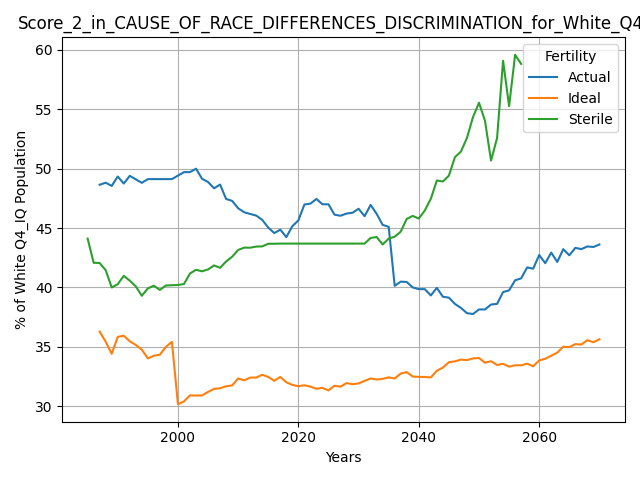 Score_2_in_CAUSE_OF_RACE_DIFFERENCES_DISCRIMINATION_for_White_Q4
Fertility
Actual
Ideal
Sterile
% of White Q4_IQ Population
60
55
50
45
40
35
30
2000 2020 2040 2060
Years